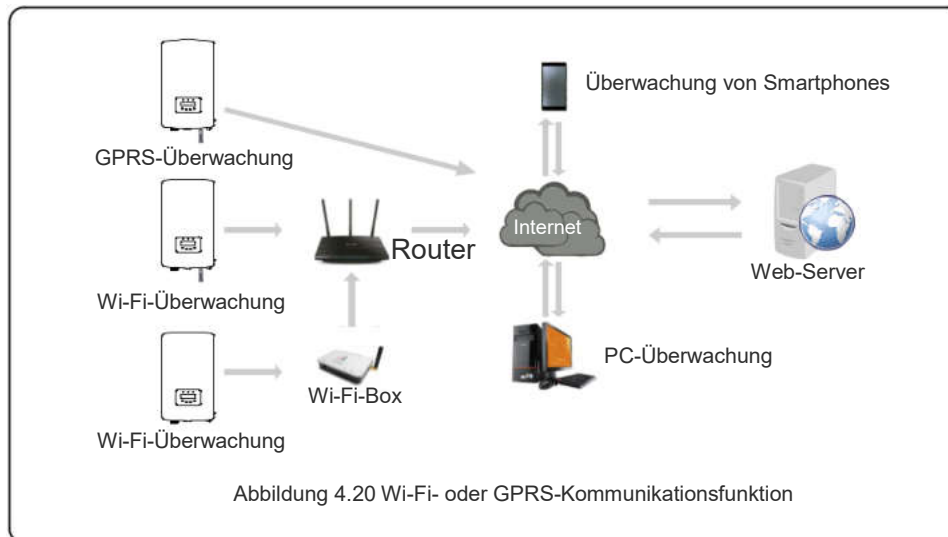 Überwachung von Smartphones
GPRS-Überwachung
Internet
Router
Web-Server
Wi-Fi-Überwachung
PC-Überwachung
Wi-Fi-Box
Wi-Fi-Überwachung
Abbildung 4.20 Wi-Fi- oder GPRS-Kommunikationsfunktion